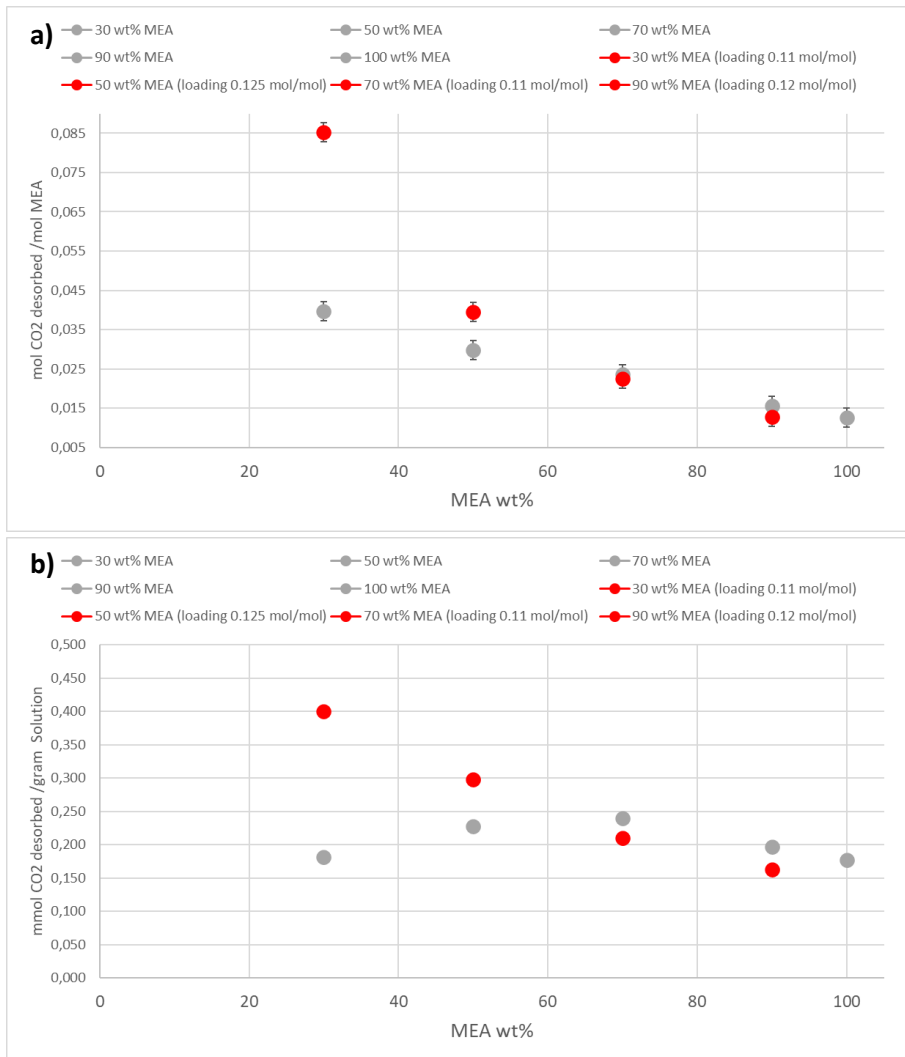 a)
30 wt% MEA 50 wt% MEA 70 wt% MEA
90 wt% MEA 100 wt% MEA 30 wt% MEA (loading 0.11 mol/mol)
50 wt% MEA (loading 0.125 mol/mol) 70 wt% MEA (loading 0.11 mol/mol) 90 wt% MEA (loading 0.12 mol/mol)
mol CO2 desorbed /mol MEA
0,085
0,075
0,065
0,055
0,045
0,035
0,025
0,015
0,005
0 20 40 60 80 100
MEA wt%
b)
30 wt% MEA 50 wt% MEA 70 wt% MEA
90 wt% MEA 100 wt% MEA 30 wt% MEA (loading 0.11 mol/mol)
50 wt% MEA (loading 0.125 mol/mol) 70 wt% MEA (loading 0.11 mol/mol) 90 wt% MEA (loading 0.12 mol/mol)
mmol CO2 desorbed /gram Solution
0,500
0,450
0,400
0,350
0,300
0,250
0,200
0,150
0,100
0,050
0,000
0 20 40 60 80 100
MEA wt%